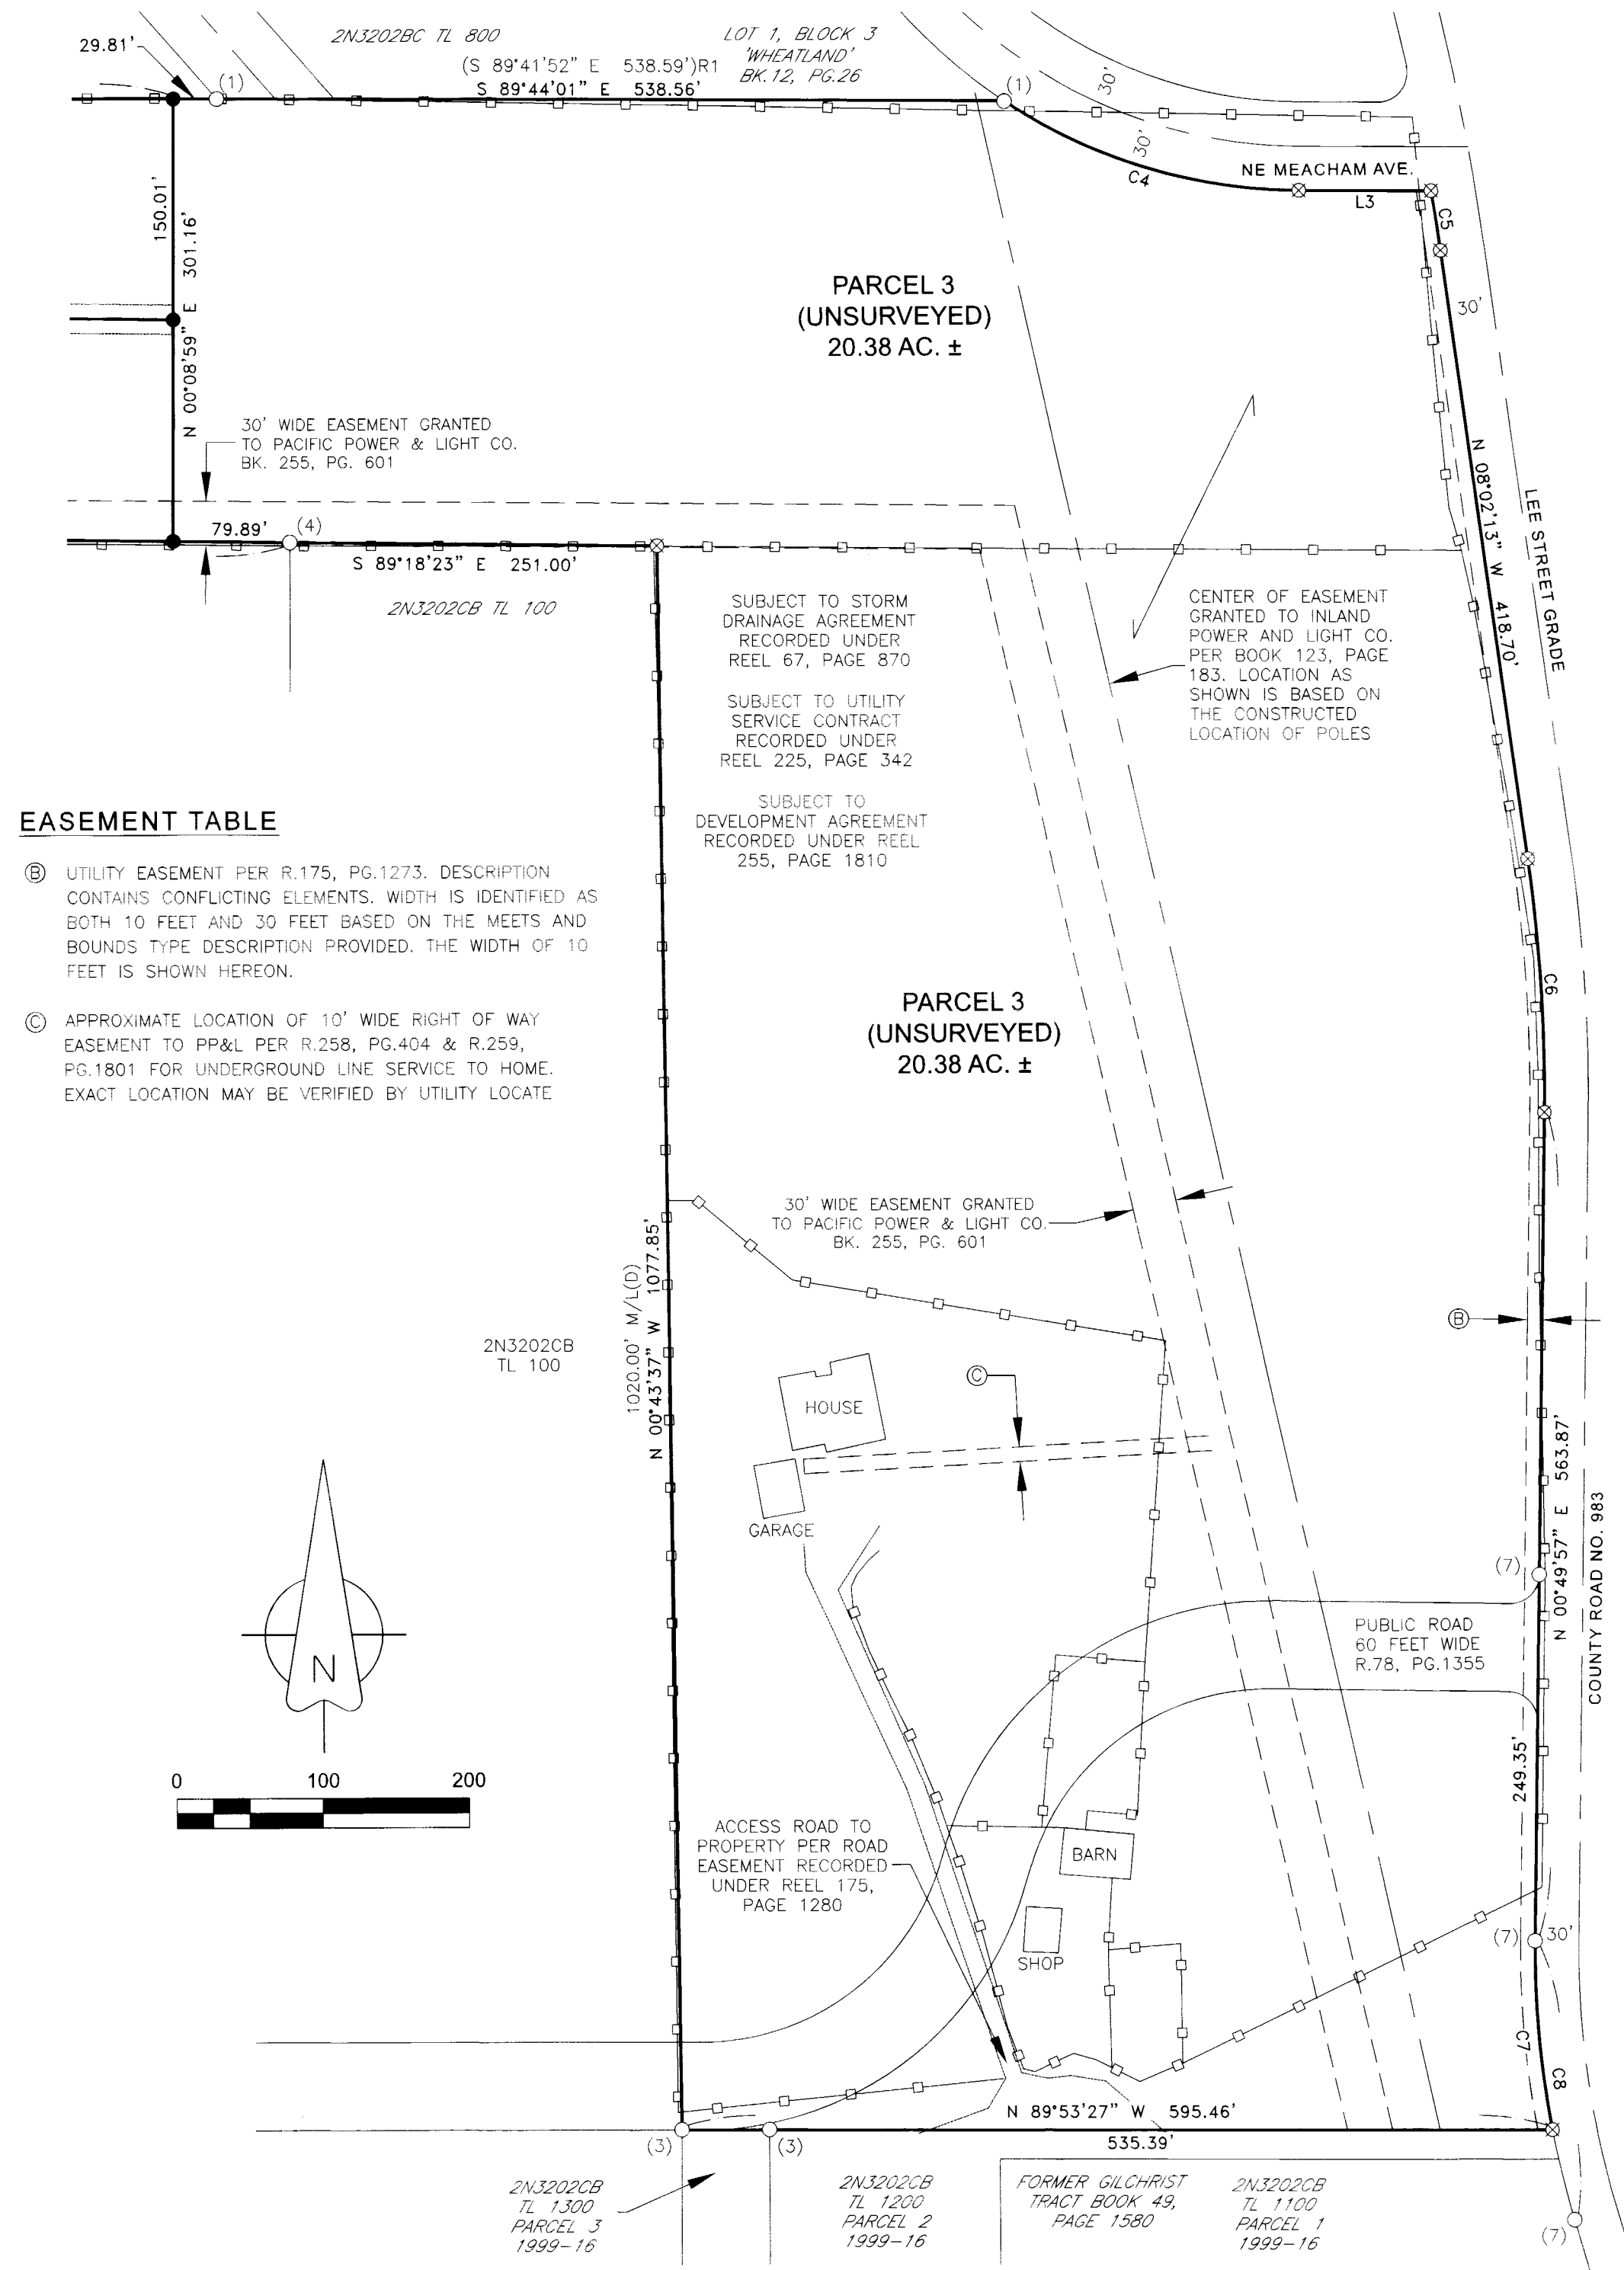 29.81'
2N3202BC TL 800
LOT 1, BLOCK 3
'WHEATLAND'
BK.12, PG.26
(S 89°41'52" E 538.59')R1
S 89°44'01" E 538.56'
(1)
(1)
30'
30'
C4
NE MEACHAM AVE.
L3
C5
30'
150.01'
N 00°08'59" E 301.16'
PARCEL 3
(UNSURVEYED)
20.38 AC. ±
30' WIDE EASEMENT GRANTED
TO PACIFIC POWER & LIGHT CO.
BK. 255, PG. 601
79.89'
(4)
S 89°18'23" E 251.00'
2N3202CB TL 100
N 08°02'13" W 418.70'
LEE STREET GRADE
SUBJECT TO STORM
DRAINAGE AGREEMENT
RECORDED UNDER
REEL 67, PAGE 870
SUBJECT TO UTILITY
SERVICE CONTRACT
RECORDED UNDER
REEL 225, PAGE 342
SUBJECT TO
DEVELOPMENT AGREEMENT
RECORDED UNDER REEL
255, PAGE 1810
CENTER OF EASEMENT
GRANTED TO INLAND
POWER AND LIGHT CO.
PER BOOK 123, PAGE
183. LOCATION AS
SHOWN IS BASED ON
THE CONSTRUCTED
LOCATION OF POLES
EASEMENT TABLE
B UTILITY EASEMENT PER R.175, PG.1273. DESCRIPTION
CONTAINS CONFLICTING ELEMENTS. WIDTH IS IDENTIFIED AS
BOTH 10 FEET AND 30 FEET BASED ON THE MEETS AND
BOUNDS TYPE DESCRIPTION PROVIDED. THE WIDTH OF 10
FEET IS SHOWN HEREON.
C APPROXIMATE LOCATION OF 10' WIDE RIGHT OF WAY
EASEMENT TO PP&L PER R.258, PG.404 & R.259,
PG.1801 FOR UNDERGROUND LINE SERVICE TO HOME.
EXACT LOCATION MAY BE VERIFIED BY UTILITY LOCATE
C6
PARCEL 3
(UNSURVEYED)
20.38 AC. ±
30' WIDE EASEMENT GRANTED
TO PACIFIC POWER & LIGHT CO.
BK. 255, PG. 601
1020.00' M/L(D)
N 00°43'37" W 1077.85'
2N3202CB
TL 100
B
C
HOUSE
GARAGE
N 00°49'57" E 563.87'
COUNTY ROAD NO. 983
(7)
PUBLIC ROAD
60 FEET WIDE
R.78, PG.1355
N
0 100 200
249.35'
ACCESS ROAD TO
PROPERTY PER ROAD
EASEMENT RECORDED
UNDER REEL 175,
PAGE 1280
BARN
SHOP
(7)
30'
C7
C8
N 89°53'27" W 595.46'
535.39'
(3)
(3)
2N3202CB
TL 1300
PARCEL 3
1999-16
2N3202CB
TL 1200
PARCEL 2
1999-16
FORMER GILCHRIST
TRACT BOOK 49,
PAGE 1580
2N3202CB
TL 1100
PARCEL 1
1999-16
(7)